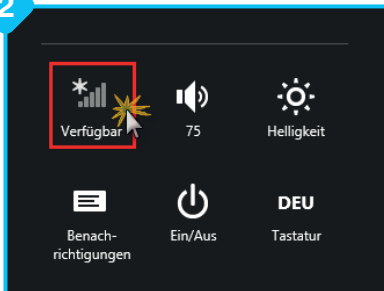 2
Verfügbar
75
Helligkeit
Benach-
richtigungen
Ein/Aus
DEU
Tastatur